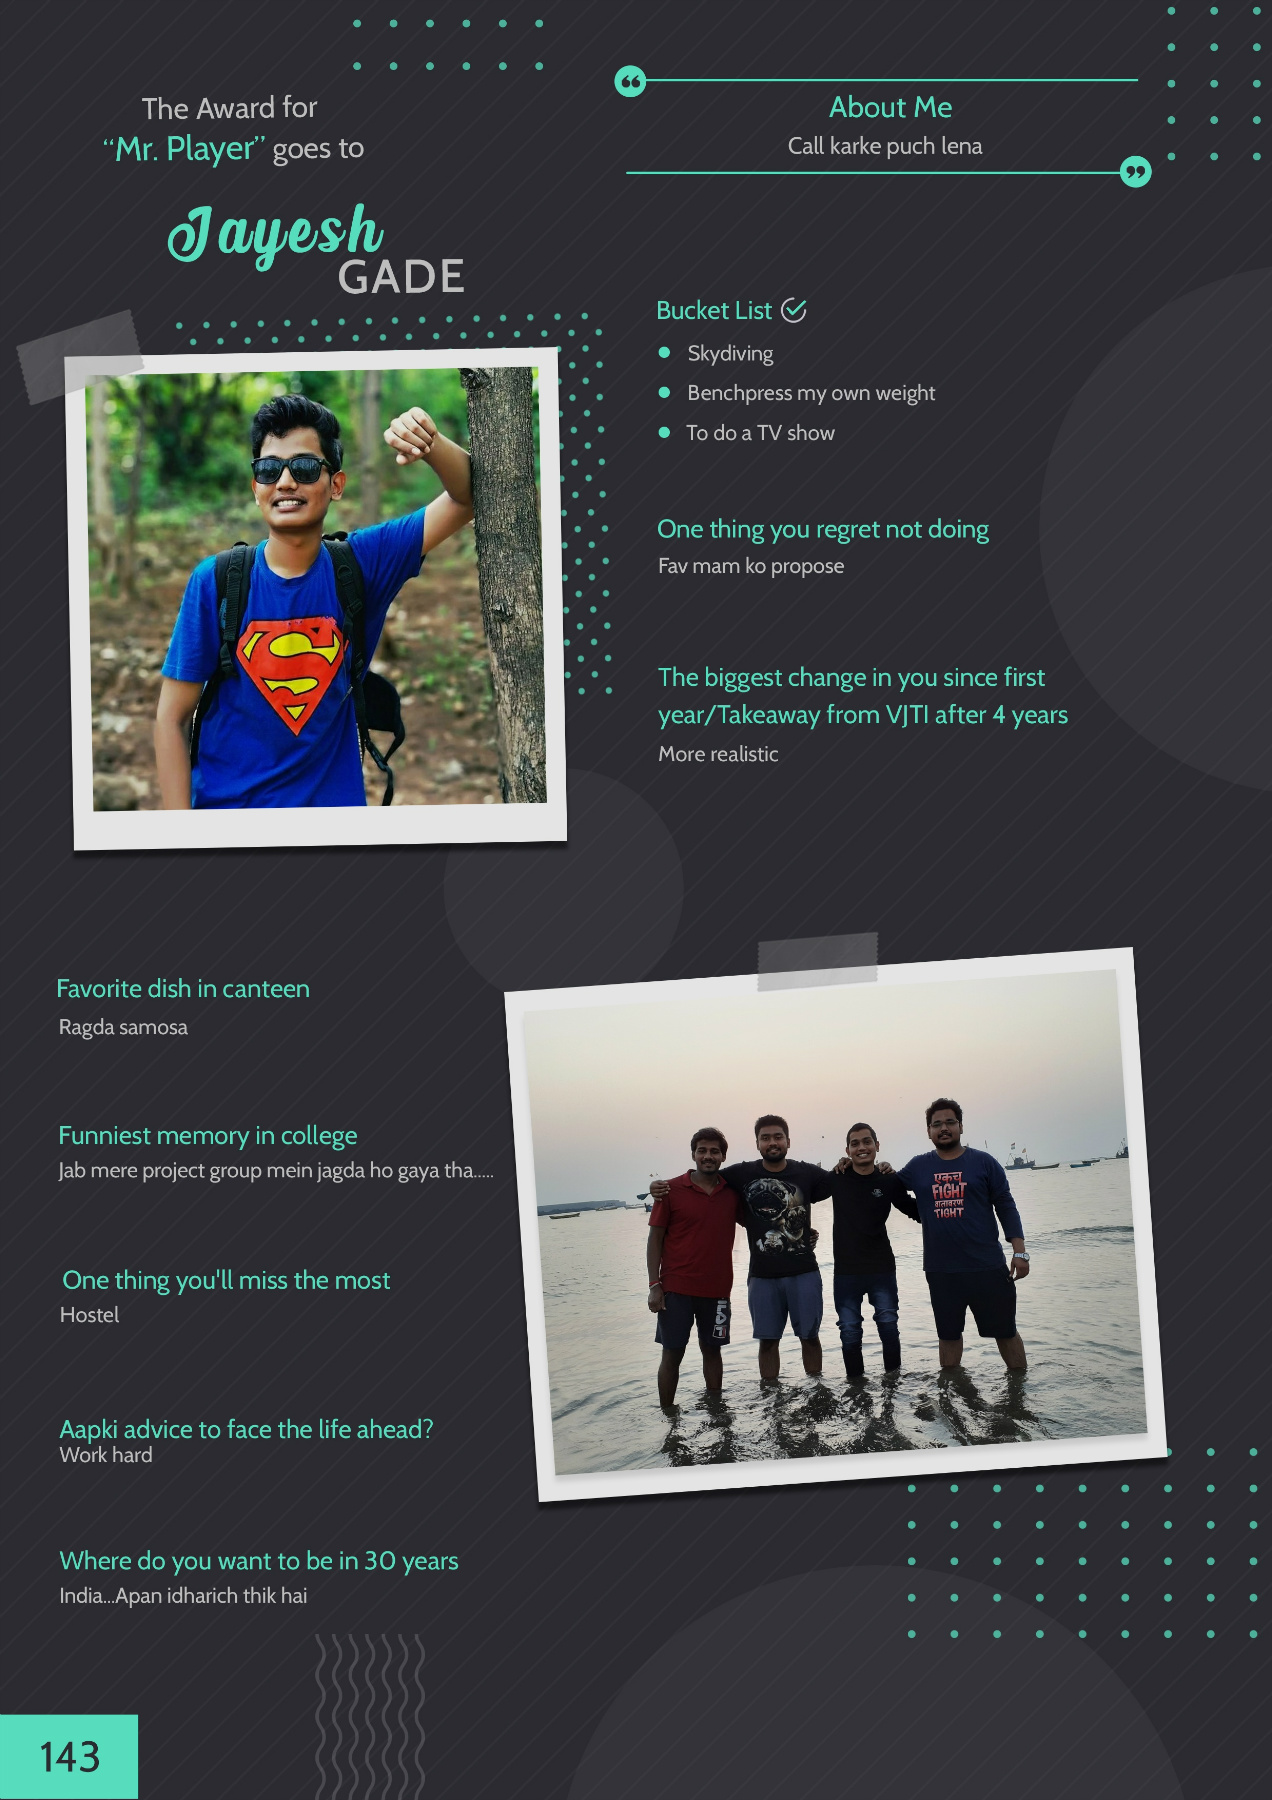 The Award for
“Mr. Player” goes to
Jayesh
GADE
About Me
Call karke puch lena
Bucket List
Skydiving
Benchpress my own weight
To do a TV show
One thing you regret not doing
Fav mam ko propose
The biggest change in you since first
year/Takeaway from VJTI after 4 years
More realistic
Favorite dish in canteen
Ragda samosa
Funniest memory in college
Jab mere project group mein jagda ho gaya tha.....
One thing you'll miss the most
Hostel
Aapki advice to face the life ahead?
Work hard
Where do you want to be in 30 years
India...Apan idharich thik hai
एकच
FIGHT
वातावरण
TIGHT
143